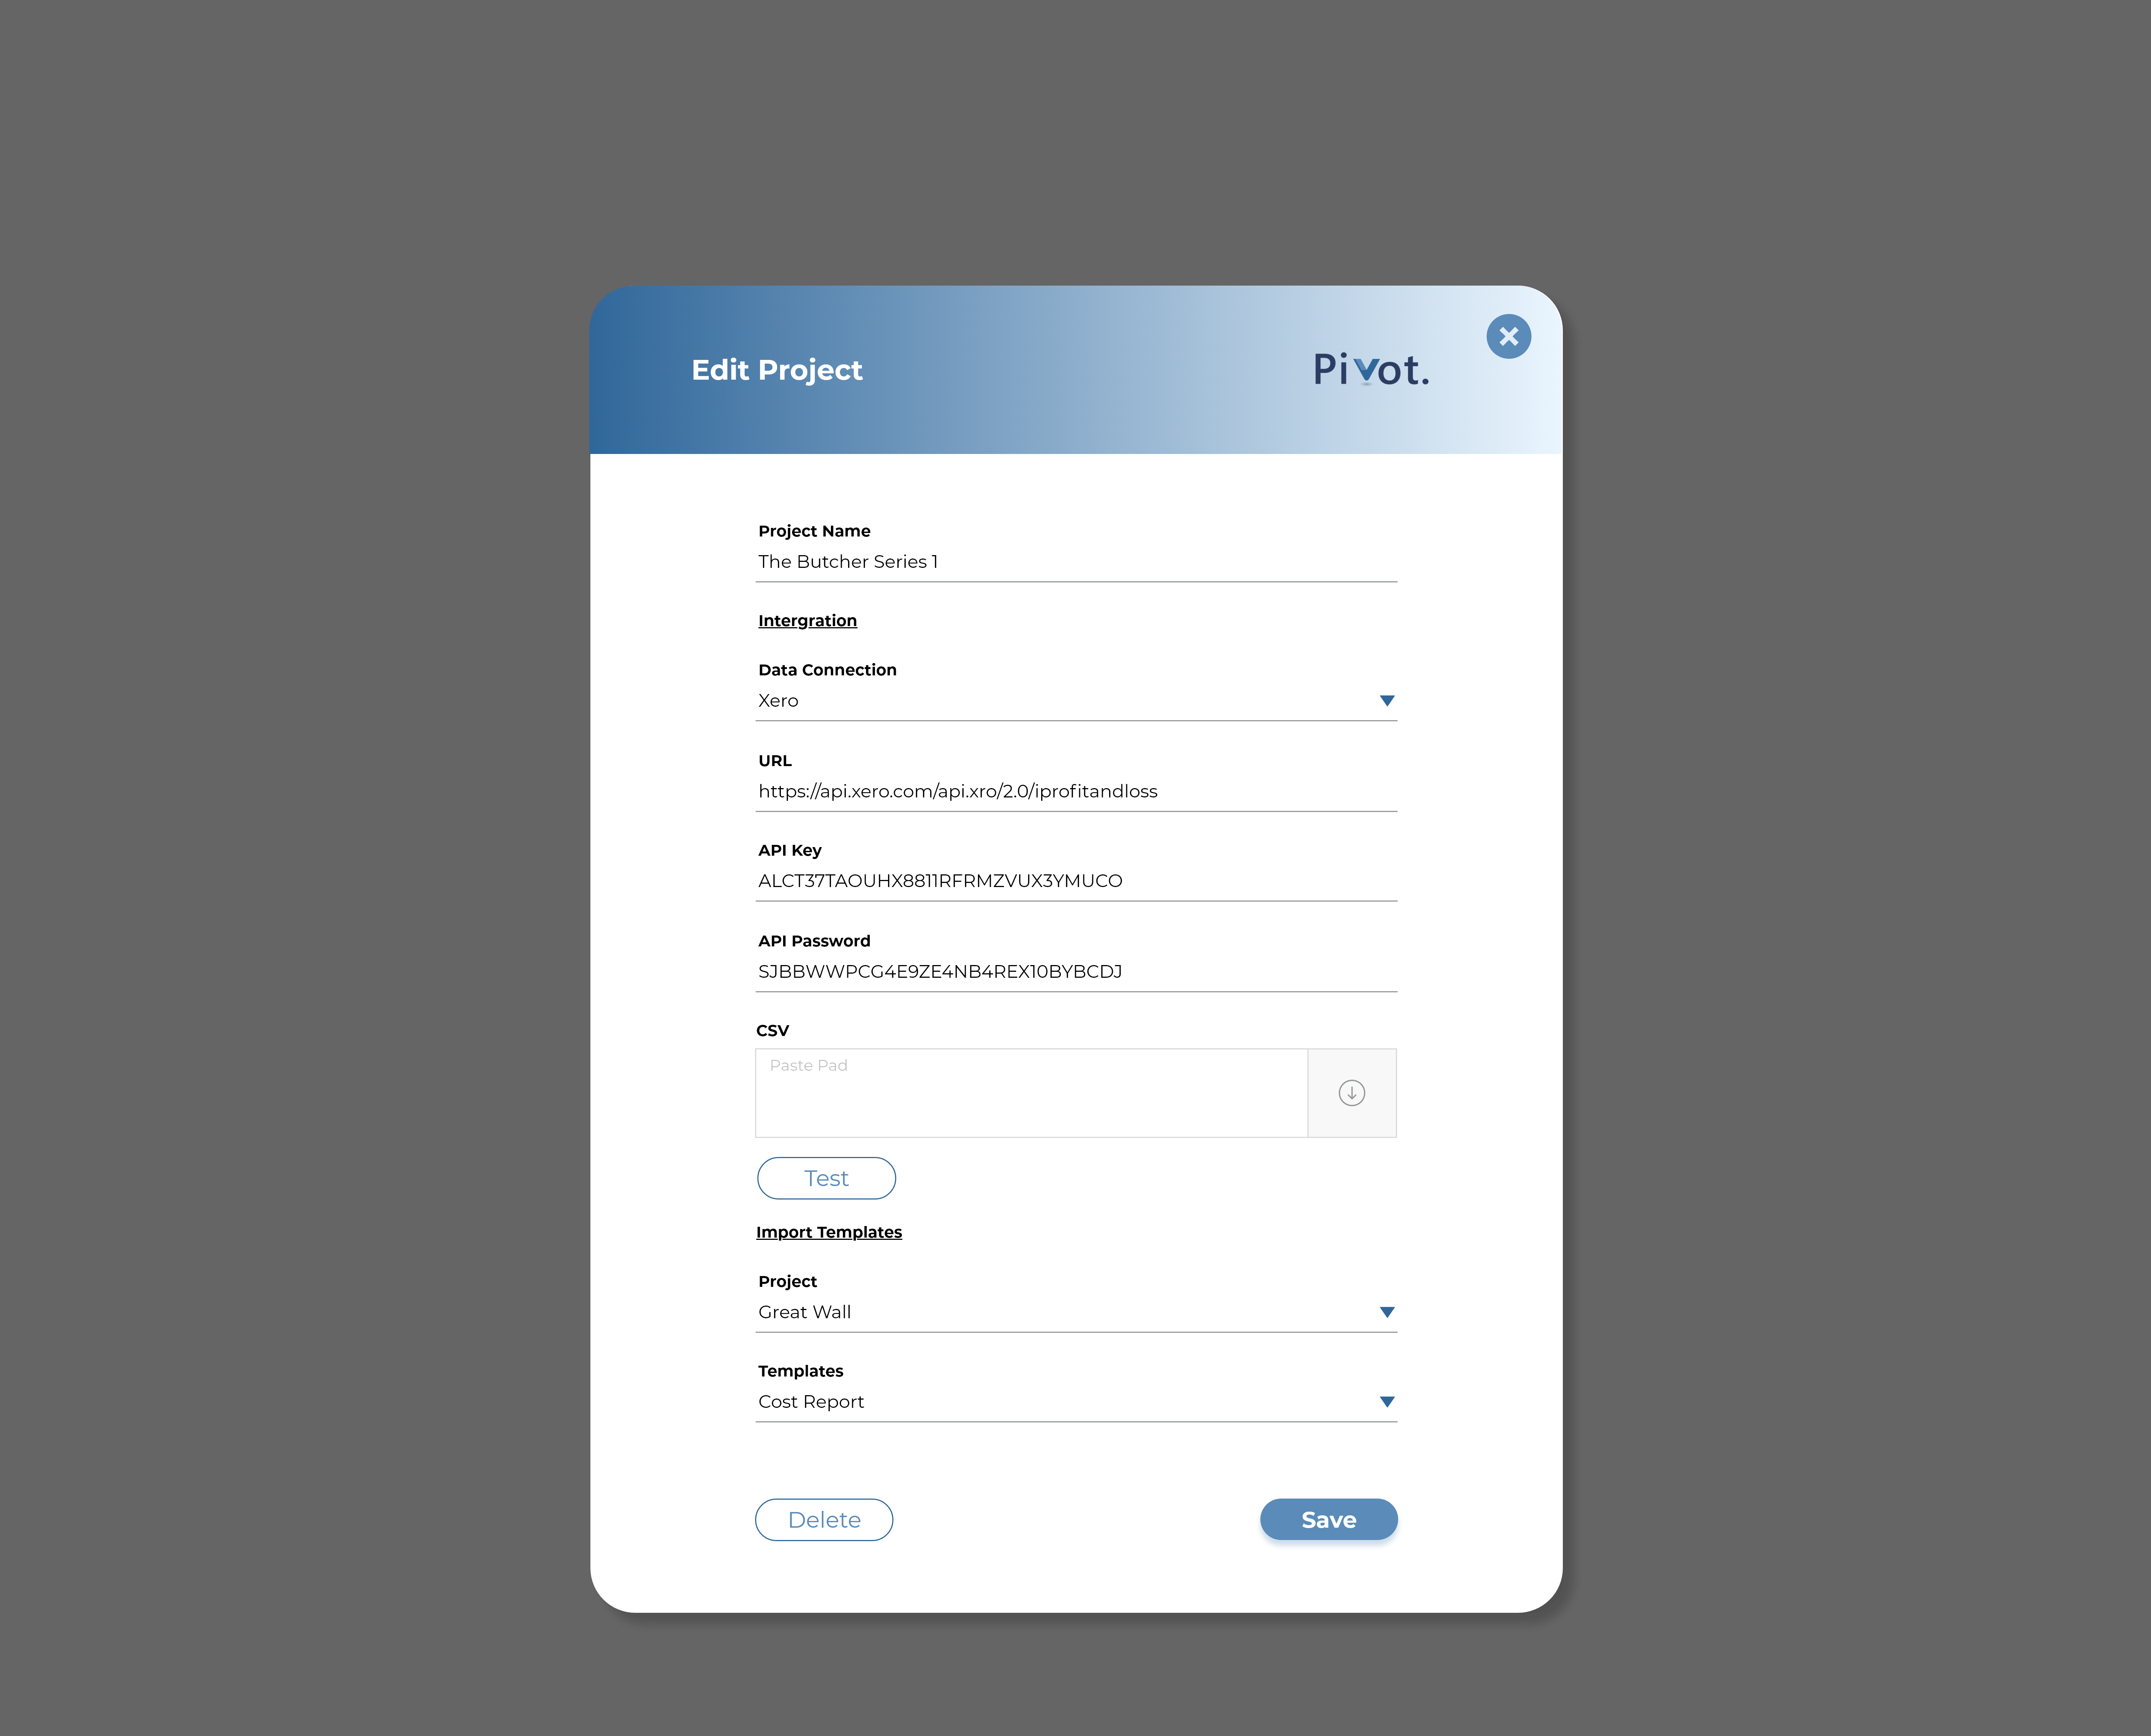 Edit Project
Pivot.
Project Name
The Butcher Series 1
Intergration
Data Connection
Xero
URL
https://api.xero.com/api.xro/2.0/iprofitandloss
API Key
ALCT37TAOUHX8811RFRMZVUX3YMUCO
API Password
SJBBWWPCG4E9ZE4NB4REX10BYBCDJ
CSV
Paste Pad
Test
Import Templates
Project
Great Wall
Templates
Cost Report
Delete
Save